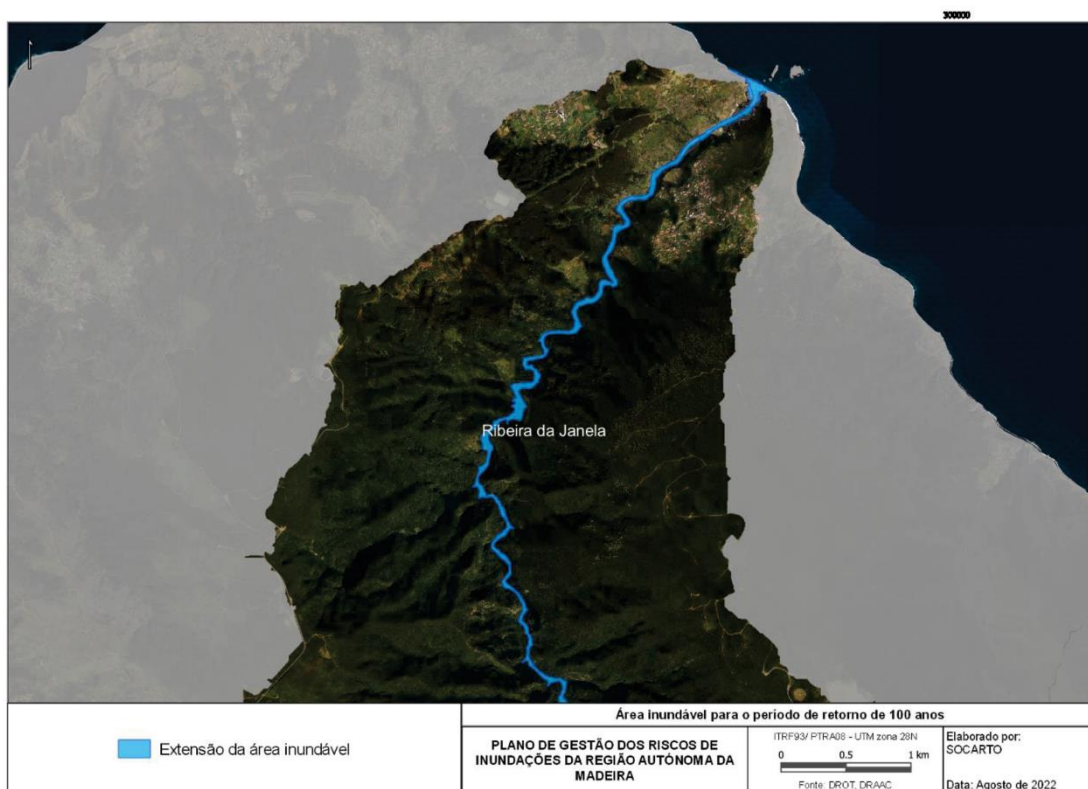 300000
Ribeira da Janela
Extensão da área inundável
Área inundável para o período de retorno de 100 anos
PLANO DE GESTÃO DOS RISCOS DE
INUNDAÇÕES DA REGIÃO AUTÓNOMA DA
MADEIRA
ITRF93/ PTRA08 - UTM zona 28N
0 0.5 1 km
Fonte: DROT, DRAAC
Elaborado por:
SOCARTO
Data: Agosto de 2022